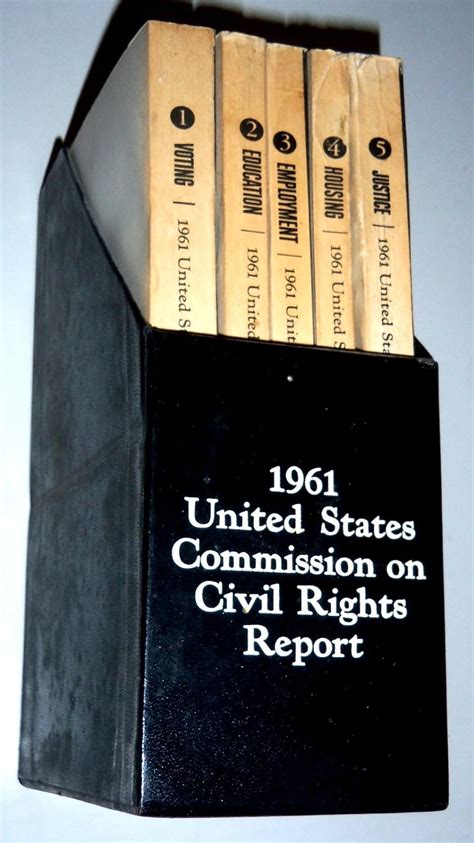 1 VOTING | 1961 United S
2 EDUCATION | 1961 United
3 EMPLOYMENT | 1961 Unit
4 HOUSING | 1961 United
5 JUSTICE | 1961 United Sta
1961
United States
Commission on
Civil Rights
Report